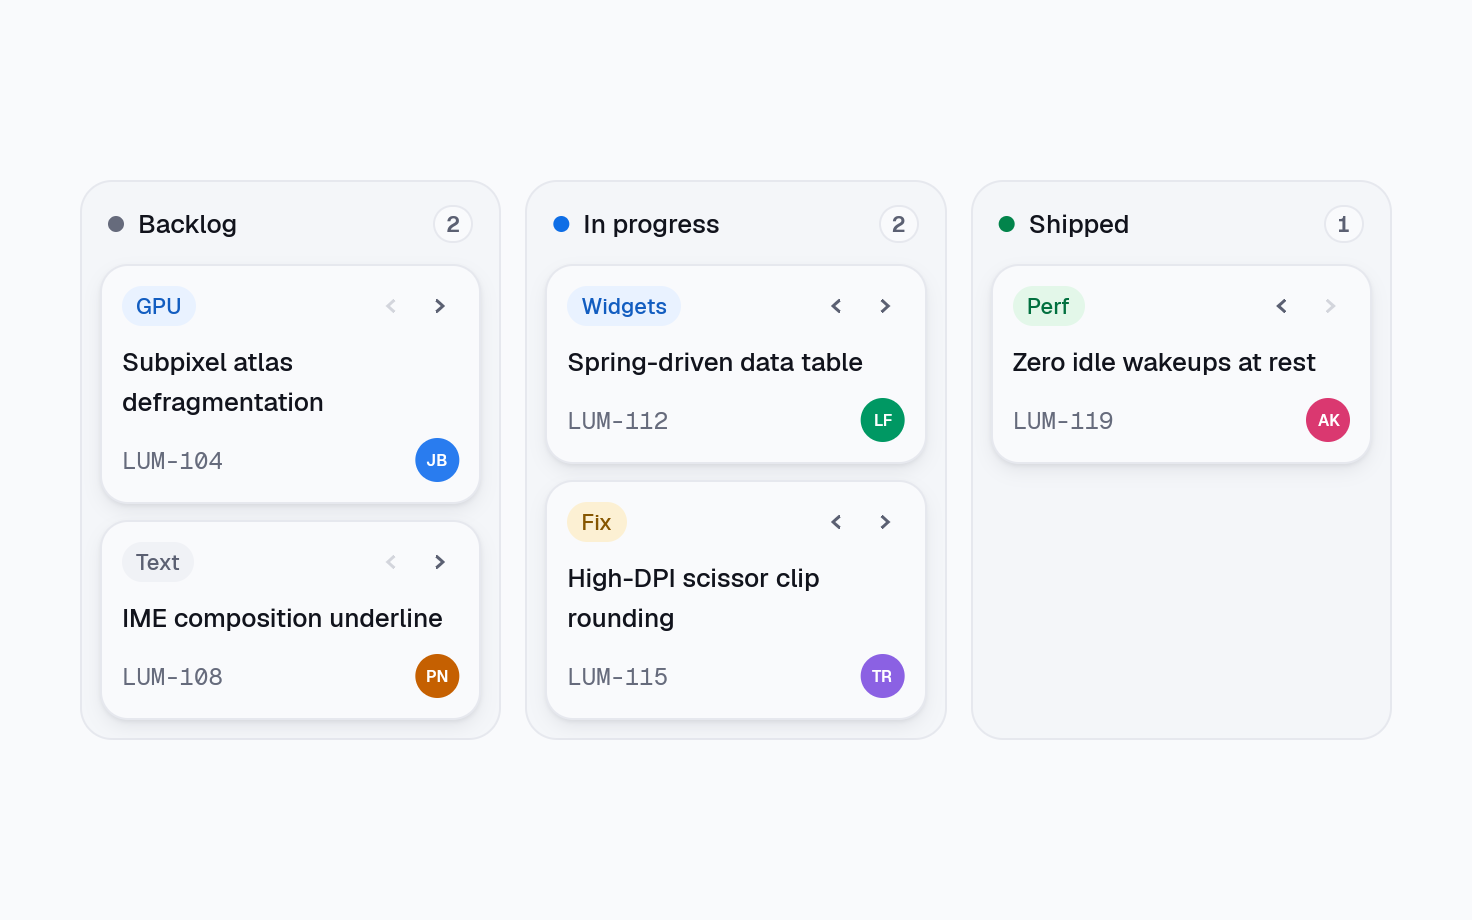 Backlog
2
GPU
Subpixel atlas
defragmentation
LUM-104
JB
Text
IME composition underline
LUM-108
PN
In progress
2
Widgets
Spring-driven data table
LUM-112
LF
Fix
High-DPI scissor clip
rounding
LUM-115
TR
Shipped
1
Perf
Zero idle wakeups at rest
LUM-119
AK